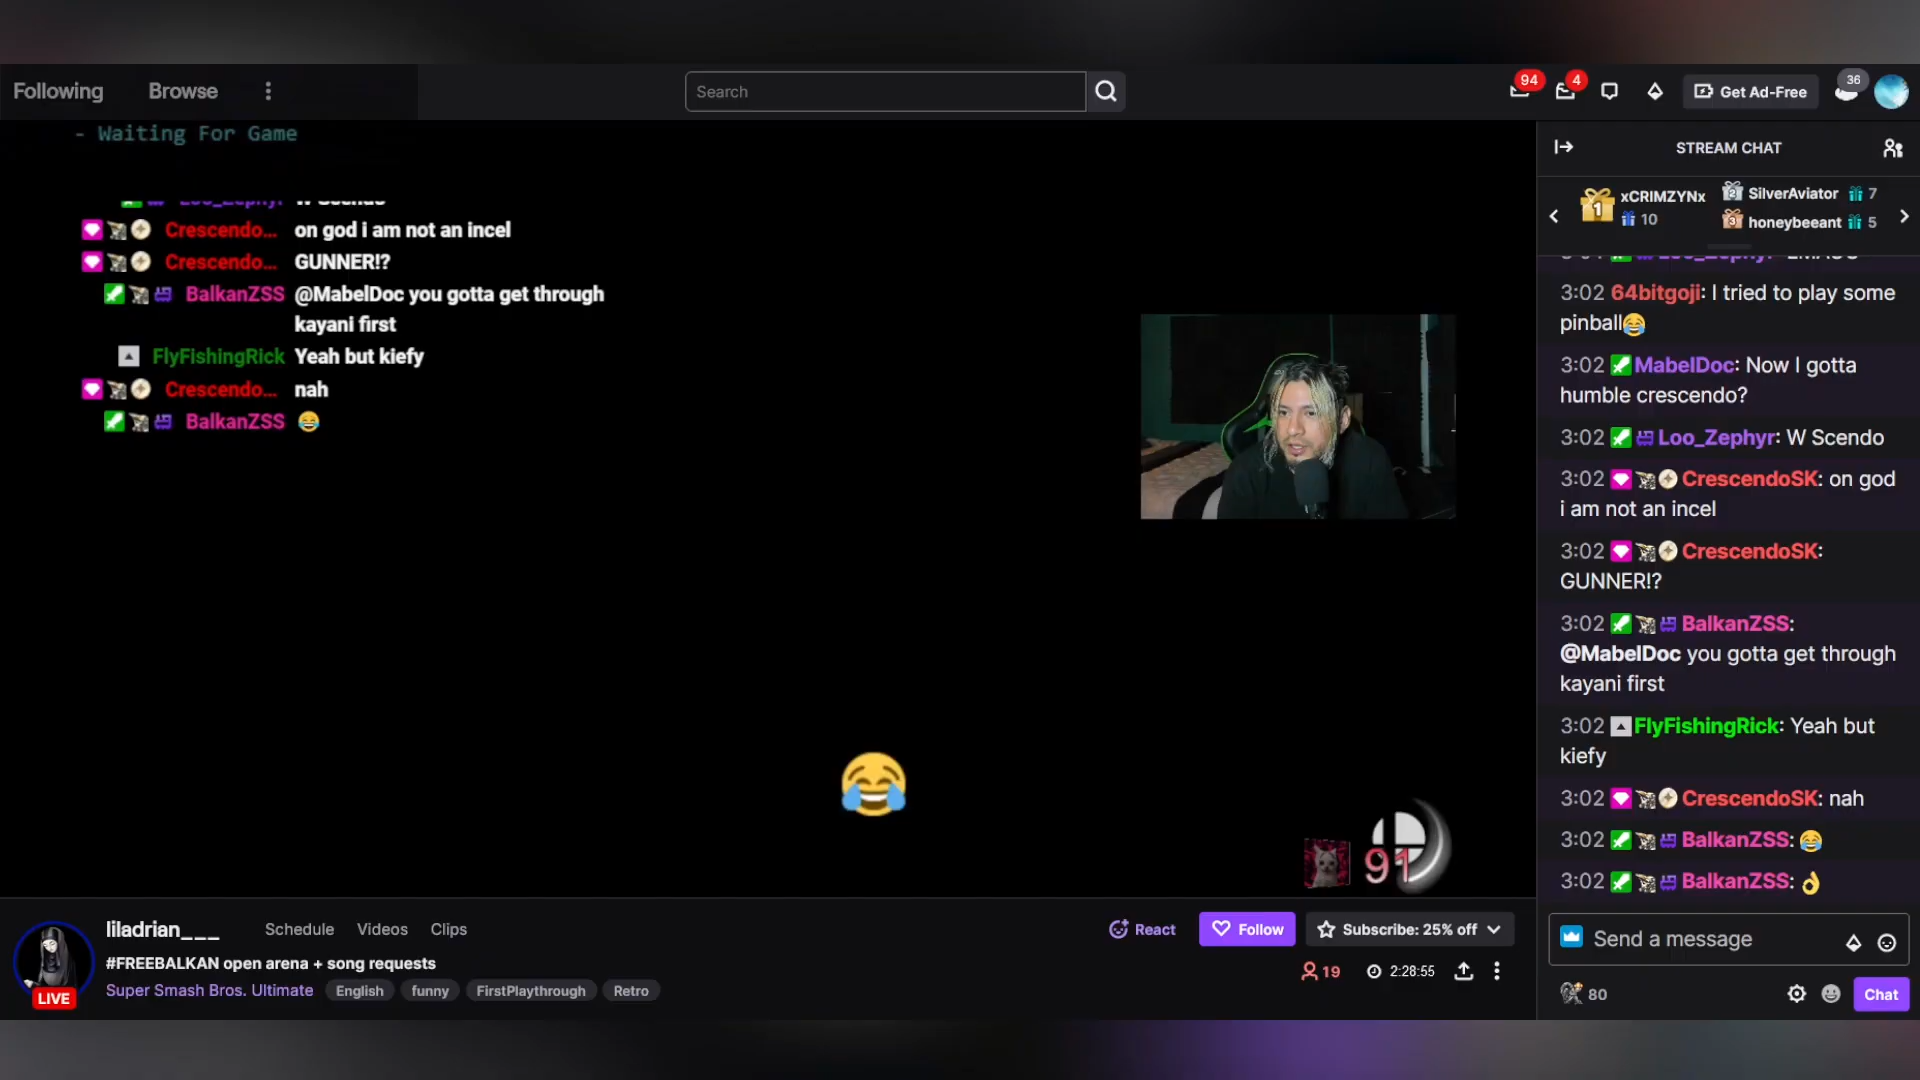 Following
Browse
Search
94
4
Get Ad-Free
36
- Waiting For Game
Loo_Zephyr W Scendo
Crescendo... on god i am not an incel
Crescendo... GUNNER!?
BalkanZSS @MabelDoc you gotta get through
kayani first
FlyFishingRick Yeah but kiefy
Crescendo... nah
BalkanZSS 😂
91
STREAM CHAT
1
xCRIMZYNx
10
2
SilverAviator 7
3
honeybeeant 5
3:02 64bitgoji: I tried to play some
pinball😂
3:02 MabelDoc: Now I gotta
humble crescendo?
3:02 Loo_Zephyr: W Scendo
3:02 CrescendoSK: on god
i am not an incel
3:02 CrescendoSK:
GUNNER!?
3:02 BalkanZSS:
@MabelDoc you gotta get through
kayani first
3:02 FlyFishingRick: Yeah but
kiefy
3:02 CrescendoSK: nah
3:02 BalkanZSS: 😂
3:02 BalkanZSS: 👌
Send a message
80
Chat
LIVE
liladrian___
Schedule
Videos
Clips
#FREEBALKAN open arena + song requests
Super Smash Bros. Ultimate
English
funny
FirstPlaythrough
Retro
React
Follow
Subscribe: 25% off
19
2:28:55